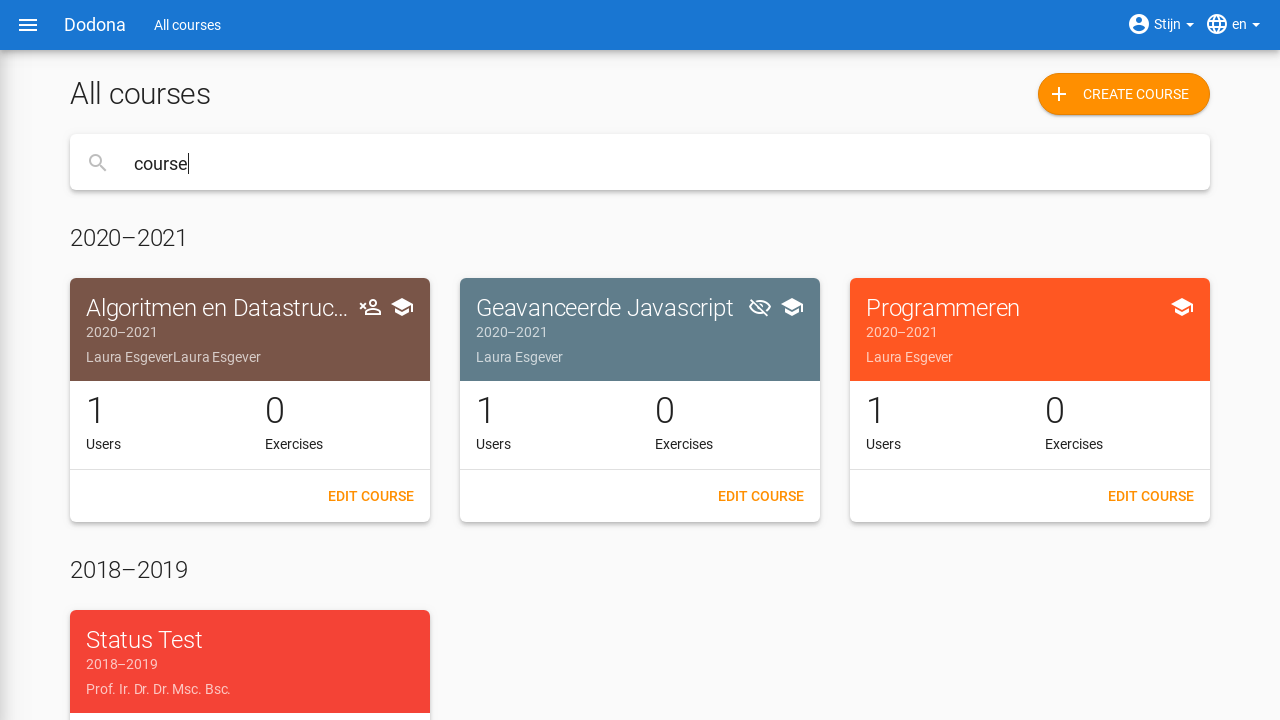 Dodona
All courses
Stijn
en
All courses
CREATE COURSE
course
2020–2021
Algoritmen en Datastruc...
2020–2021
Laura EsgeverLaura Esgever
1
Users
0
Exercises
EDIT COURSE
Geavanceerde Javascript
2020–2021
Laura Esgever
1
Users
0
Exercises
EDIT COURSE
Programmeren
2020–2021
Laura Esgever
1
Users
0
Exercises
EDIT COURSE
2018–2019
Status Test
2018–2019
Prof. Ir. Dr. Dr. Msc. Bsc.